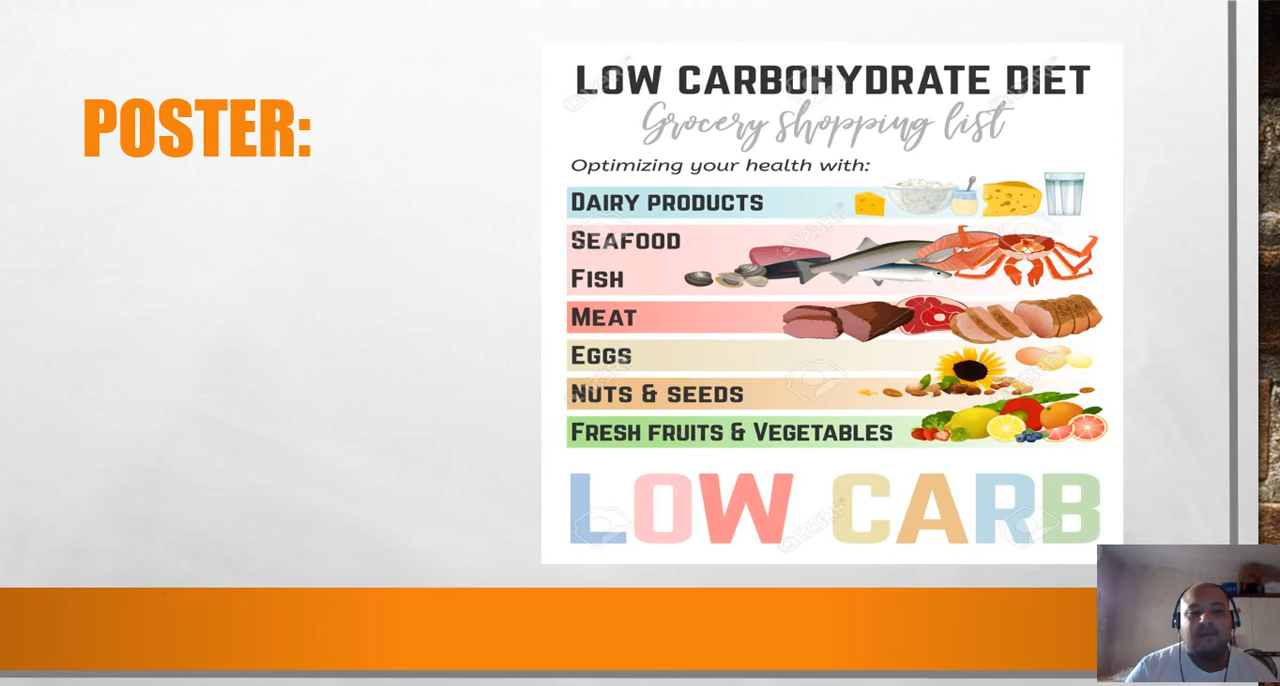 POSTER:
LOW CARBOHYDRATE DIET
Grocery shopping list
Optimizing your health with:
DAIRY PRODUCTS
SEAFOOD
FISH
MEAT
EGGS
NUTS & SEEDS
FRESH FRUITS & VEGETABLES
LOW CARB